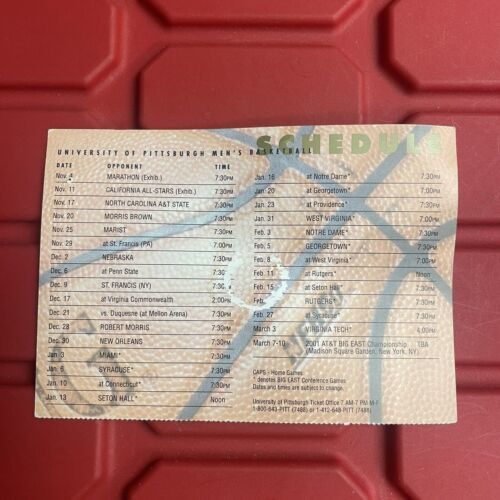 SCHEDULE
UNIVERSITY OF PITTSBURGH MEN'S BASKETBALL
DATE OPPONENT TIME
Nov. 4 MARATHON (Exhib.) 7:30PM
Nov. 11 CALIFORNIA ALL-STARS (Exhib.) 7:30PM
Nov. 17 NORTH CAROLINA A&T STATE 7:30PM
Nov. 20 MORRIS BROWN 7:30PM
Nov. 25 MARIST 7:30PM
Nov. 29 at St. Francis (PA) 7:00PM
Dec. 2 NEBRASKA 7:30PM
Dec. 6 at Penn State 7:30PM
Dec. 9 ST. FRANCIS (NY) 7:30PM
Dec. 17 at Virginia Commonwealth 2:00PM
Dec. 21 vs. Duquesne (at Mellon Arena) 7:30PM
Dec. 28 ROBERT MORRIS 7:30PM
Dec. 30 NEW ORLEANS 7:30PM
Jan. 3 MIAMI* 7:30PM
Jan. 6 SYRACUSE* 7:30PM
Jan. 10 at Connecticut* 7:30PM
Jan. 13 SETON HALL* Noon
Jan. 16 at Notre Dame* 7:30PM
Jan. 20 at Georgetown* 7:00PM
Jan. 23 at Providence* 7:30PM
Jan. 31 WEST VIRGINIA* 7:00PM
Feb. 3 NOTRE DAME* 7:30PM
Feb. 5 GEORGETOWN* 7:00PM
Feb. 8 at West Virginia* 7:00PM
Feb. 11 at Rutgers* Noon
Feb. 15 at Seton Hall* 7:30PM
Feb. RUTGERS* 7:30PM
Feb. 27 at Syracuse* 7:30PM
March 3 VIRGINIA TECH* 4:00PM
March 7-10 2001 AT&T BIG EAST Championship TBA
(Madison Square Garden, New York, NY)
CAPS - Home Games
* denotes BIG EAST Conference Games
Dates and times are subject to change.
University of Pittsburgh Ticket Office 7 AM-7 PM M-F
1-800-643-PITT (7488) or 1-412-648-PITT (7488)